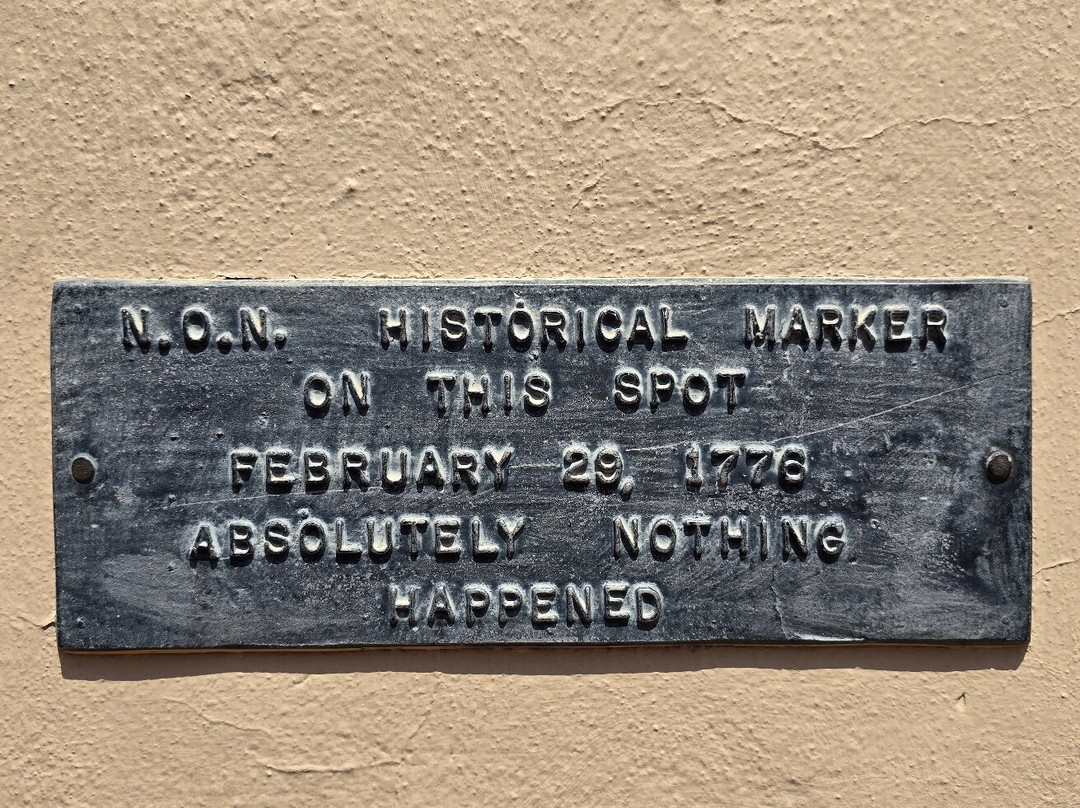 N.O.N. HISTORICAL MARKER
ON THIS SPOT
FEBRUARY 29, 1776
ABSOLUTELY NOTHING
HAPPENED